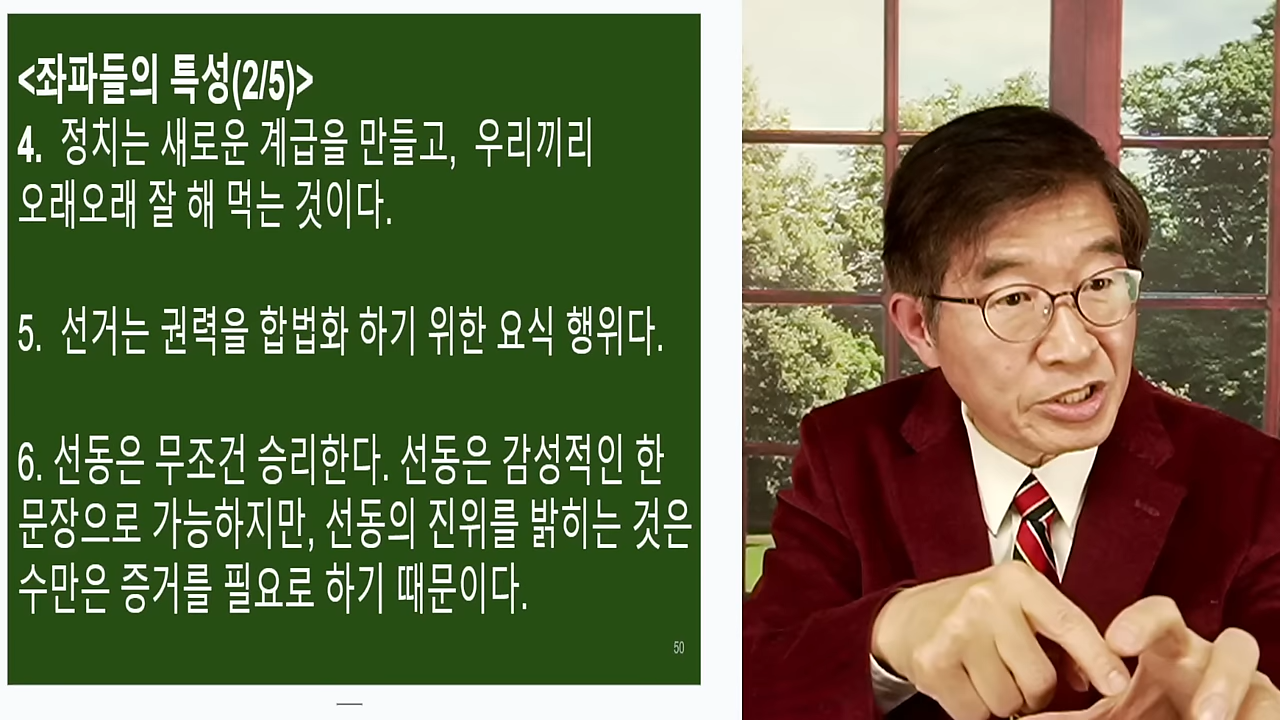 <좌파들의 특성(2/5)>
4. 정치는 새로운 계급을 만들고, 우리끼리
오래오래 잘 해 먹는 것이다.
5. 선거는 권력을 합법화 하기 위한 요식 행위다.
6. 선동은 무조건 승리한다. 선동은 감성적인 한
문장으로 가능하지만, 선동의 진위를 밝히는 것은
수만은 증거를 필요로 하기 때문이다.
50